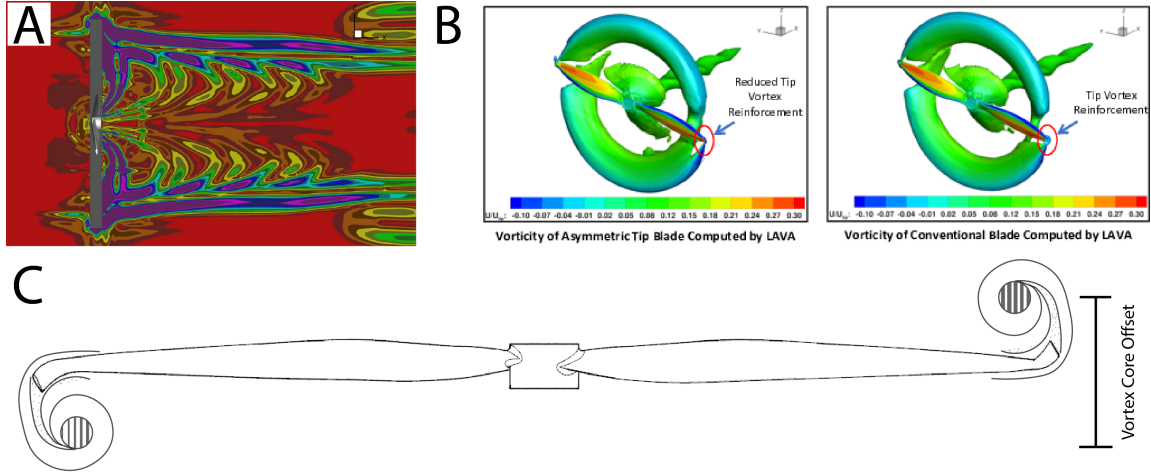 A
B
Z
Y
X
Reduced Tip
Vortex
Reinforcement
U/Utip: -0.10 -0.07 -0.04 -0.01 0.02 0.05 0.08 0.12 0.15 0.18 0.21 0.24 0.27 0.30
Vorticity of Asymmetric Tip Blade Computed by LAVA
Z
Y
X
Tip Vortex
Reinforcement
U/Utip: -0.10 -0.07 -0.04 -0.01 0.02 0.05 0.08 0.12 0.15 0.18 0.21 0.24 0.27 0.30
Vorticity of Conventional Blade Computed by LAVA
C
Vortex Core Offset